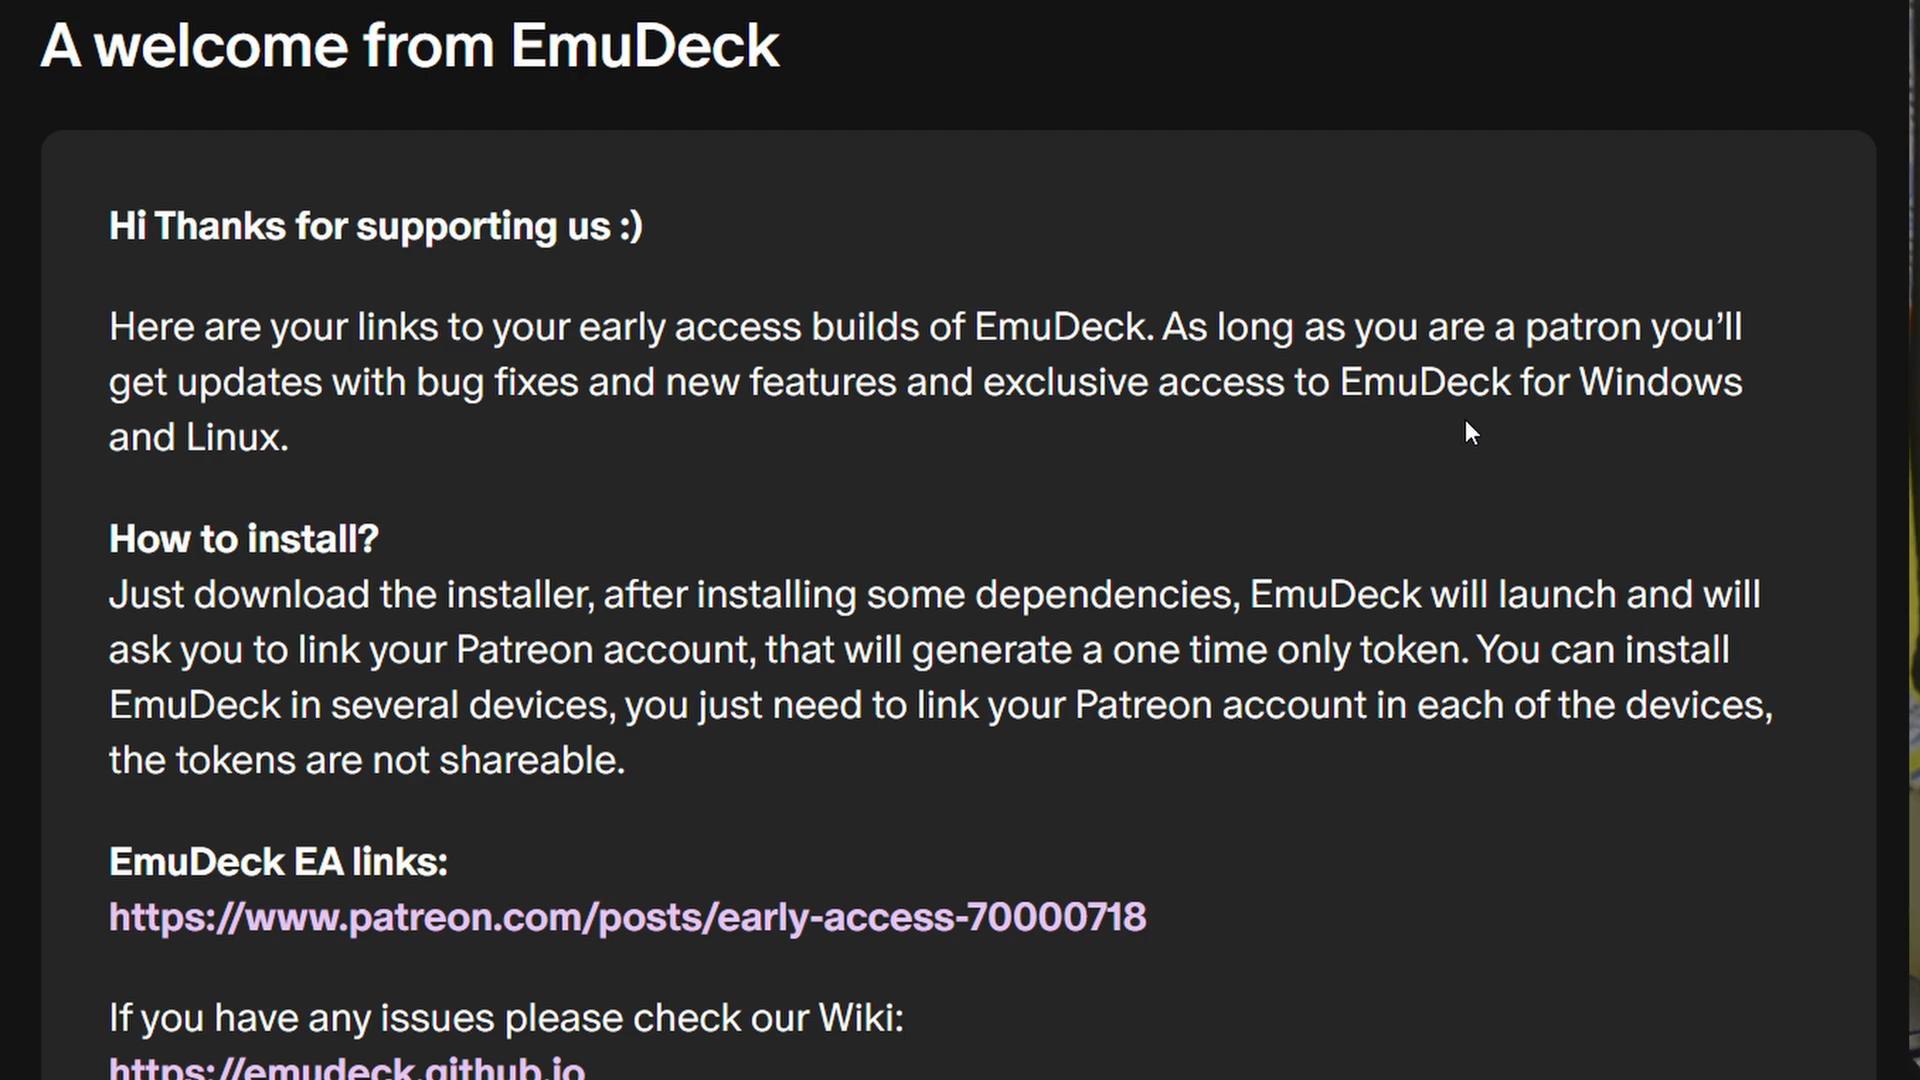 A welcome from EmuDeck
Hi Thanks for supporting us :)
Here are your links to your early access builds of EmuDeck. As long as you are a patron you’ll
get updates with bug fixes and new features and exclusive access to EmuDeck for Windows
and Linux.
How to install?
Just download the installer, after installing some dependencies, EmuDeck will launch and will
ask you to link your Patreon account, that will generate a one time only token. You can install
EmuDeck in several devices, you just need to link your Patreon account in each of the devices,
the tokens are not shareable.
EmuDeck EA links:
https://www.patreon.com/posts/early-access-70000718
If you have any issues please check our Wiki:
https://emudeck.github.io